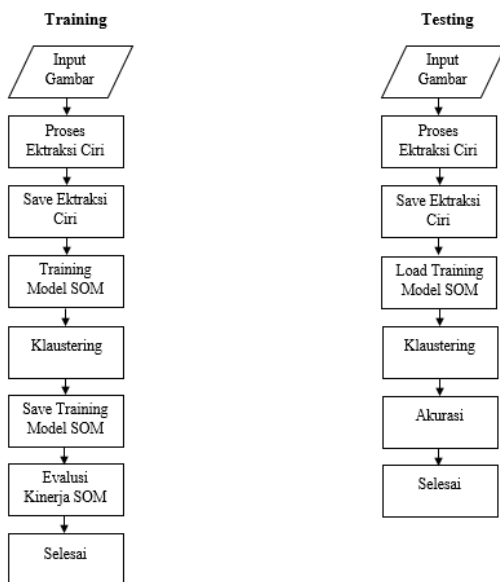 Training
Input
Gambar
Proses
Ektraksi Ciri
Save Ektraksi
Ciri
Training
Model SOM
Klaustering
Save Training
Model SOM
Evalusi
Kinerja SOM
Selesai
Testing
Input
Gambar
Proses
Ektraksi Ciri
Save Ektraksi
Ciri
Load Training
Model SOM
Klaustering
Akurasi
Selesai